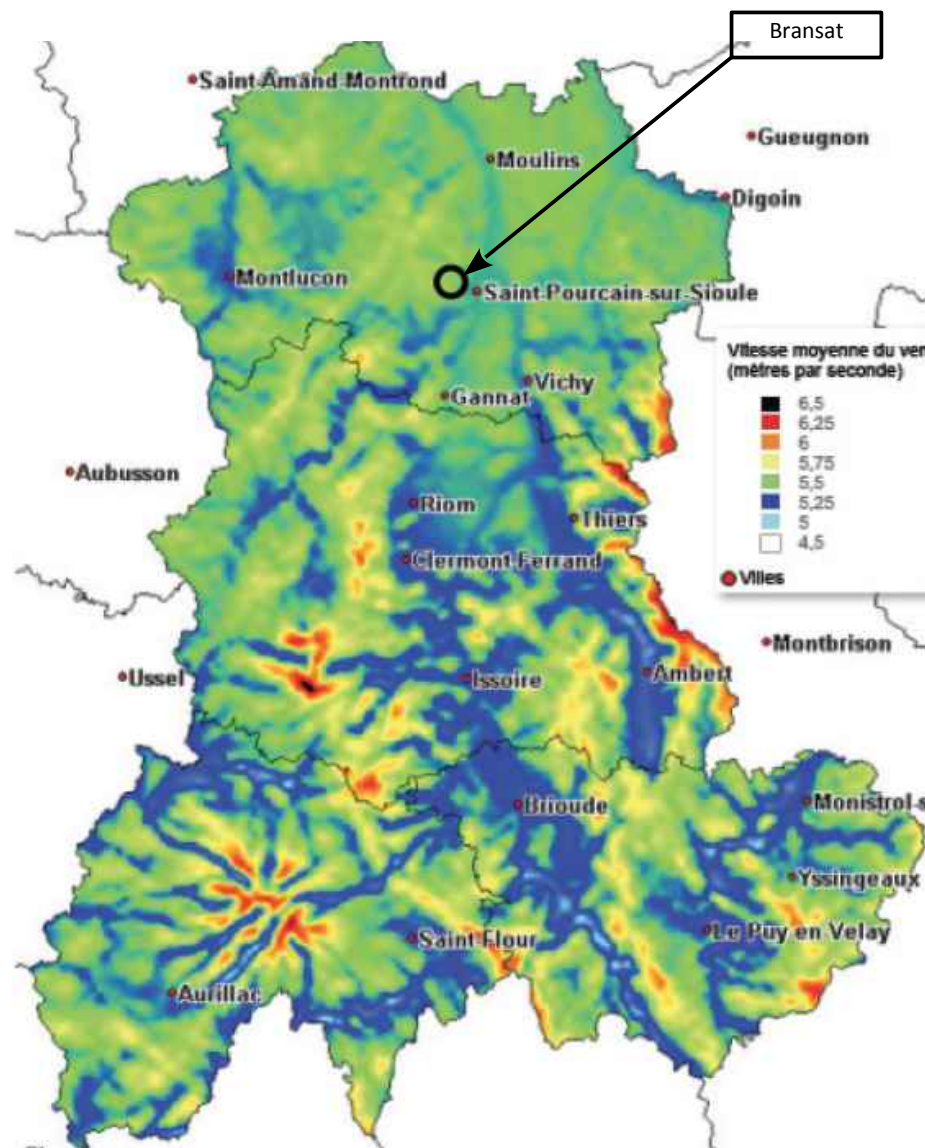 Bransat
Saint-Amand-Montrond
Gueugnon
Moulins
Digoin
Montluçon
Saint-Pourcain-sur-Sioule
Vitesse moyenne du ven
(mètres par seconde)
6,5
6,25
6
5,75
5,5
5,25
5
4,5
Villes
Vichy
Gannat
Aubusson
Riom
Thiers
Clermont-Ferrand
Montbrison
Ussel
Issoire
Ambert
Brioude
Monistrol-s
Yssingeaux
Saint-Flour
Le Puy en Velay
Aurillac